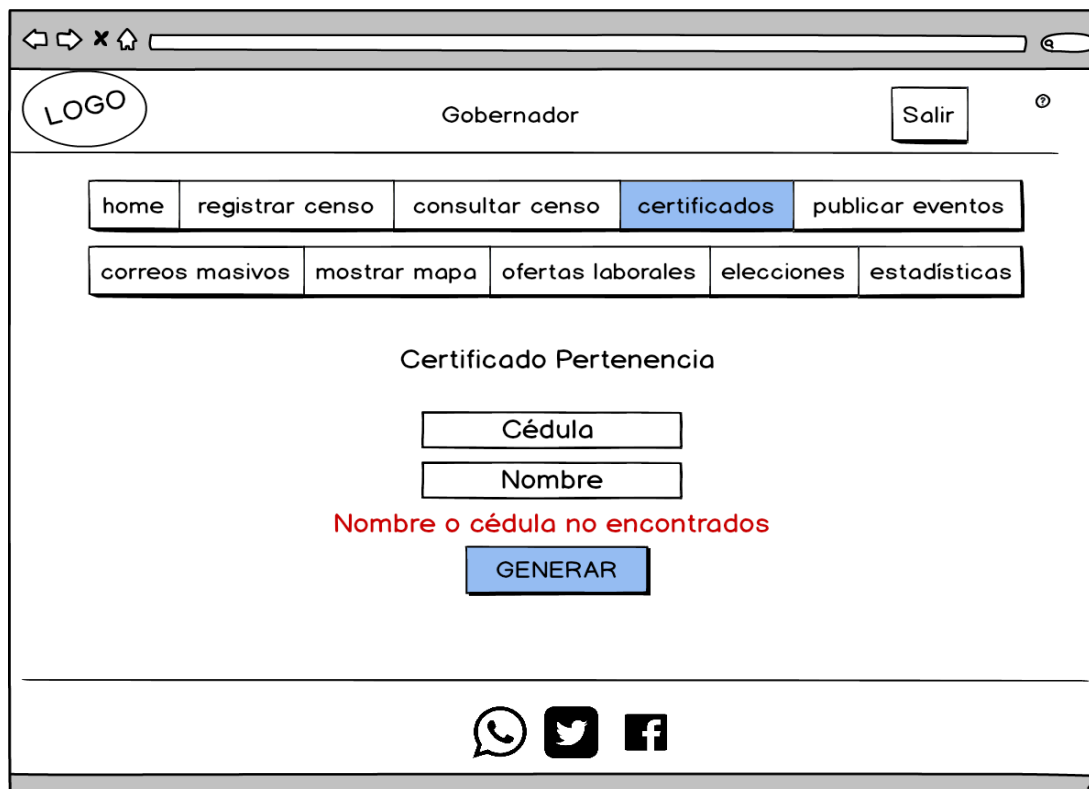 LOGO
Gobernador
Salir
?
home registrar censo consultar censo certificados publicar eventos
correos masivos mostrar mapa ofertas laborales elecciones estadísticas
Certificado Pertenencia
Cédula
Nombre
Nombre o cédula no encontrados
GENERAR